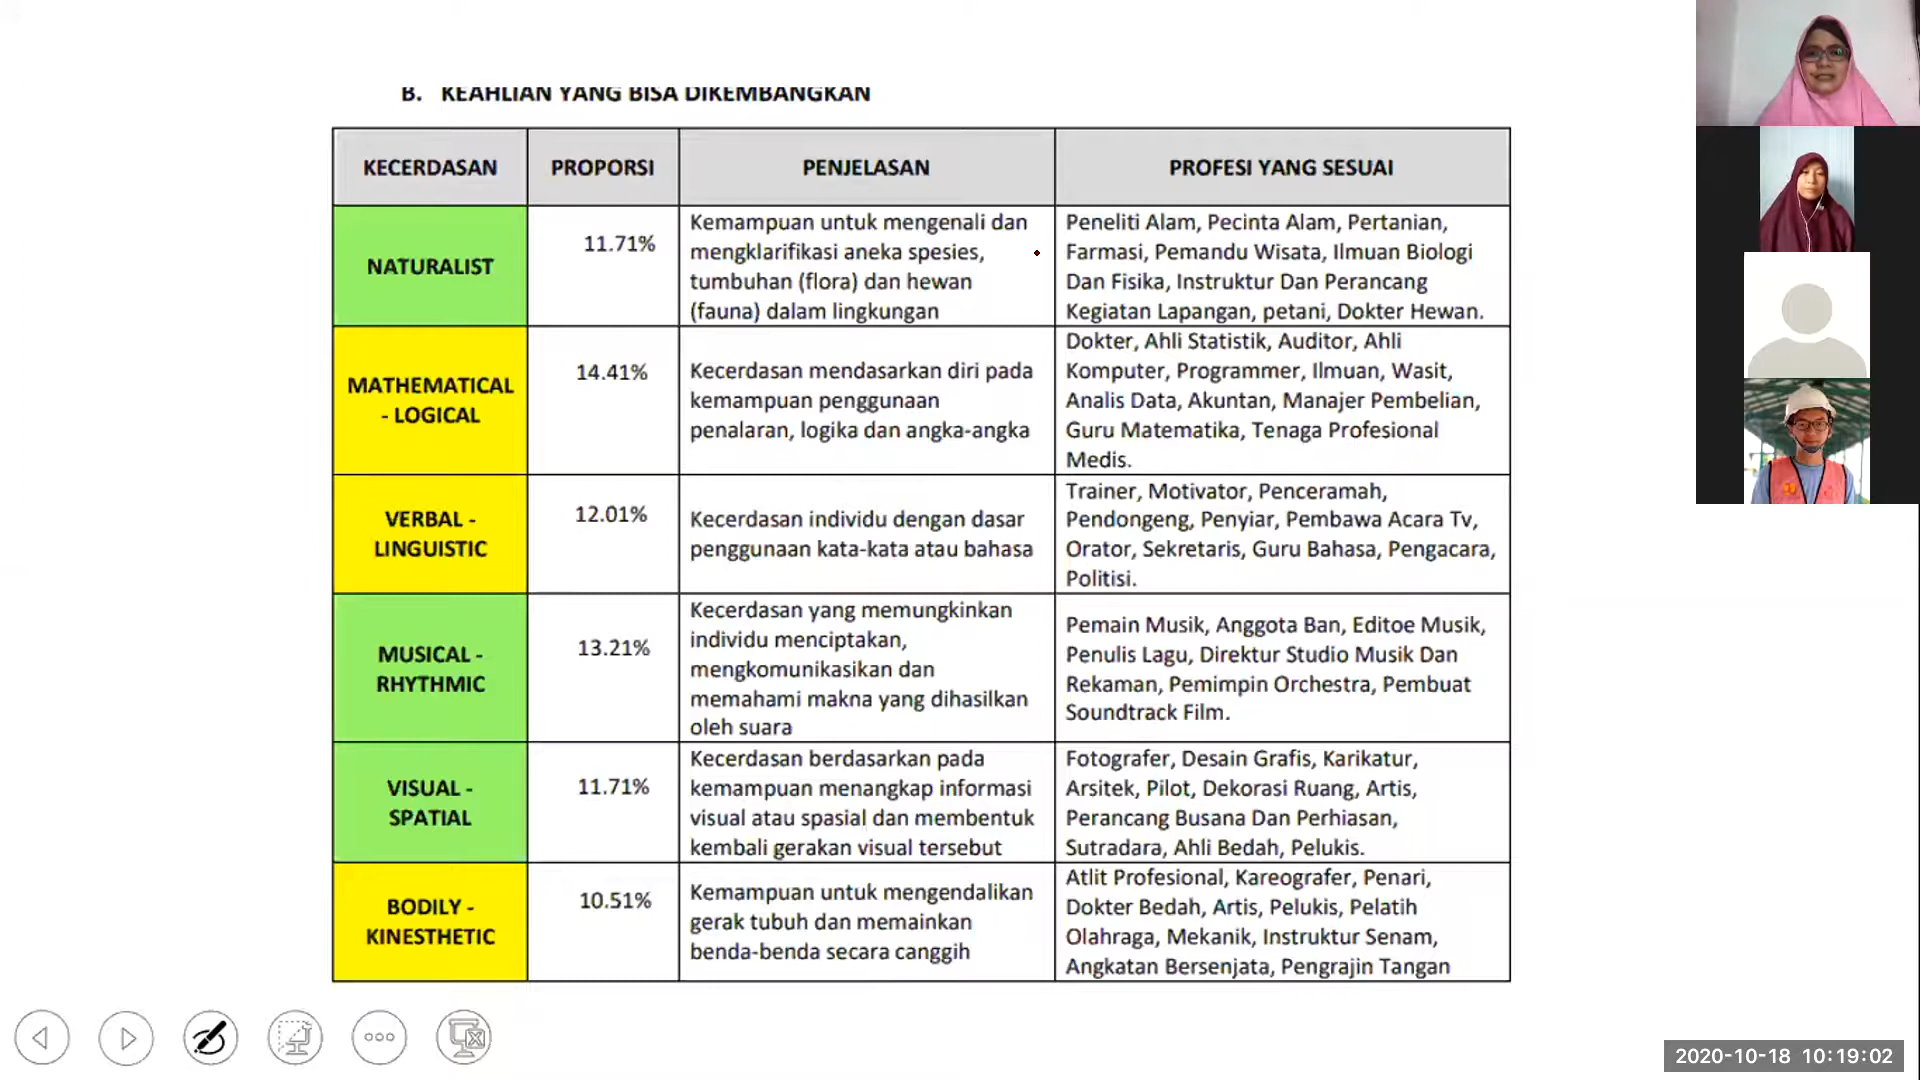 B. KEAHLIAN YANG BISA DIKEMBANGKAN
KECERDASAN
PROPORSI
PENJELASAN
PROFESI YANG SESUAI
NATURALIST
11.71%
Kemampuan untuk mengenali dan
mengklarifikasi aneka spesies,
tumbuhan (flora) dan hewan
(fauna) dalam lingkungan
Peneliti Alam, Pecinta Alam, Pertanian,
Farmasi, Pemandu Wisata, Ilmuan Biologi
Dan Fisika, Instruktur Dan Perancang
Kegiatan Lapangan, petani, Dokter Hewan.
MATHEMATICAL
- LOGICAL
14.41%
Kecerdasan mendasarkan diri pada
kemampuan penggunaan
penalaran, logika dan angka-angka
Dokter, Ahli Statistik, Auditor, Ahli
Komputer, Programmer, Ilmuan, Wasit,
Analis Data, Akuntan, Manajer Pembelian,
Guru Matematika, Tenaga Profesional
Medis.
VERBAL -
LINGUISTIC
12.01%
Kecerdasan individu dengan dasar
penggunaan kata-kata atau bahasa
Trainer, Motivator, Penceramah,
Pendongeng, Penyiar, Pembawa Acara Tv,
Orator, Sekretaris, Guru Bahasa, Pengacara,
Politisi.
MUSICAL -
RHYTHMIC
13.21%
Kecerdasan yang memungkinkan
individu menciptakan,
mengkomunikasikan dan
memahami makna yang dihasilkan
oleh suara
Pemain Musik, Anggota Ban, Editoe Musik,
Penulis Lagu, Direktur Studio Musik Dan
Rekaman, Pemimpin Orchestra, Pembuat
Soundtrack Film.
VISUAL -
SPATIAL
11.71%
Kecerdasan berdasarkan pada
kemampuan menangkap informasi
visual atau spasial dan membentuk
kembali gerakan visual tersebut
Fotografer, Desain Grafis, Karikatur,
Arsitek, Pilot, Dekorasi Ruang, Artis,
Perancang Busana Dan Perhiasan,
Sutradara, Ahli Bedah, Pelukis.
BODILY -
KINESTHETIC
10.51%
Kemampuan untuk mengendalikan
gerak tubuh dan memainkan
benda-benda secara canggih
Atlit Profesional, Kareografer, Penari,
Dokter Bedah, Artis, Pelukis, Pelatih
Olahraga, Mekanik, Instruktur Senam,
Angkatan Bersenjata, Pengrajin Tangan
2020-10-18 10:19:02